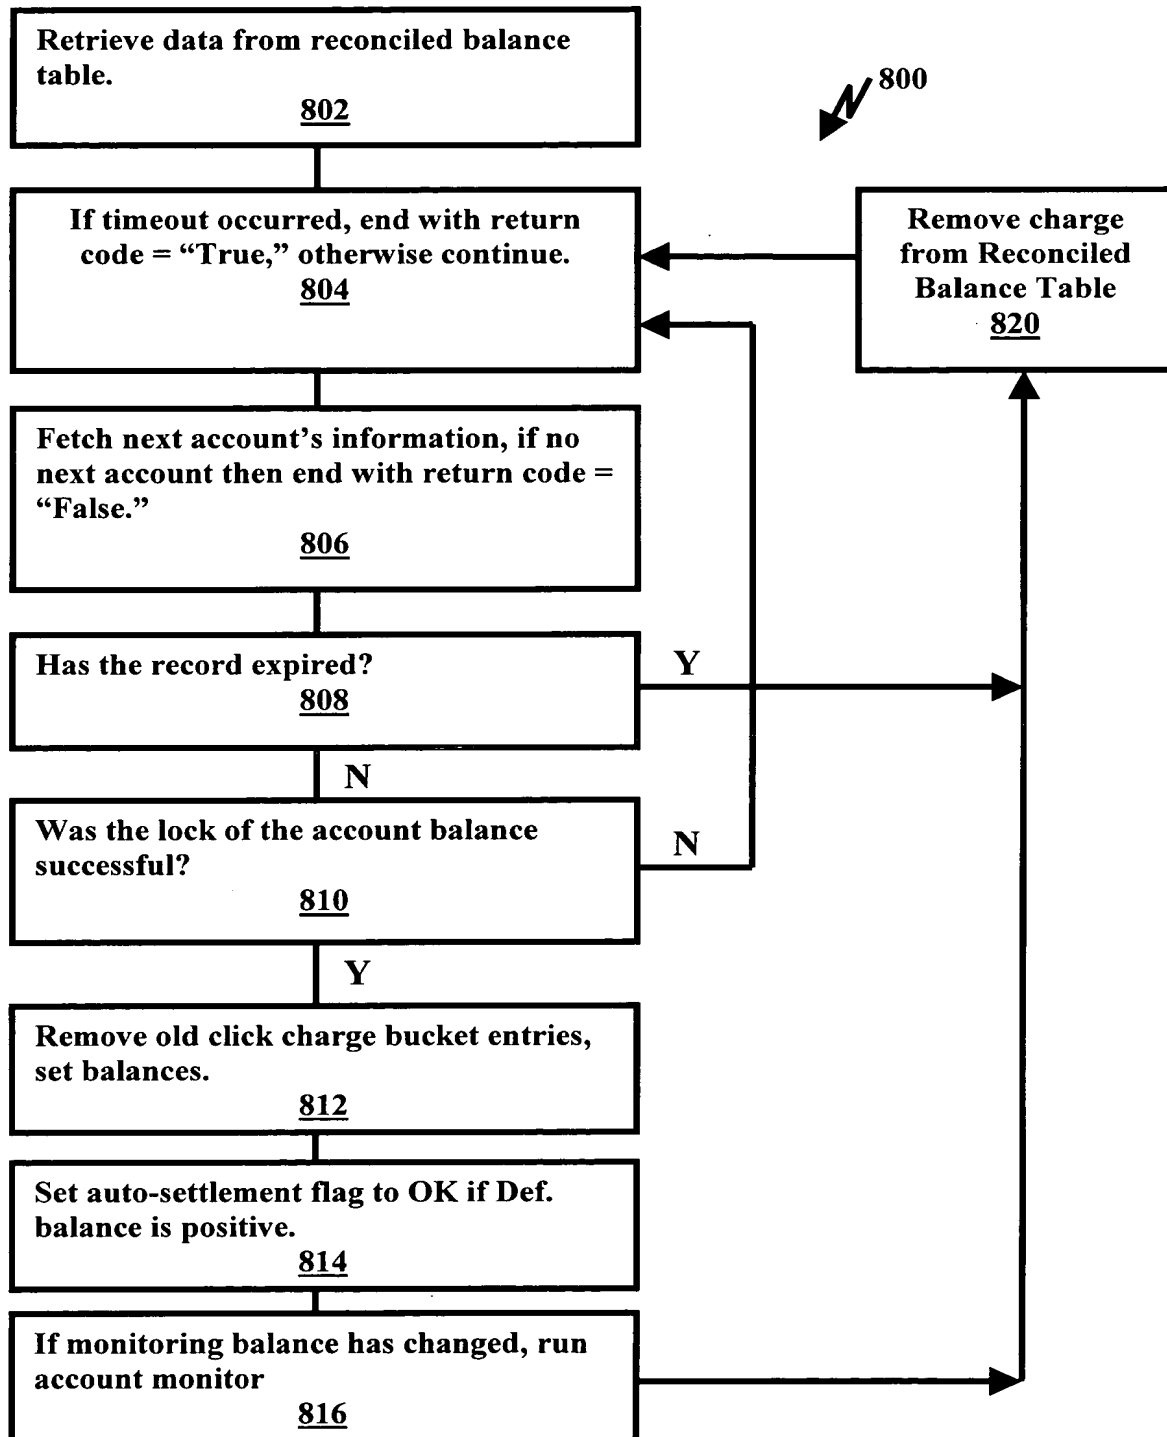 Retrieve data from reconciled balance
table.
802
800
If timeout occurred, end with return
code = “True,” otherwise continue.
804
Remove charge
from Reconciled
Balance Table
820
Fetch next account’s information, if no
next account then end with return code =
“False.”
806
Has the record expired?
808
Y
N
Was the lock of the account balance
successful?
810
N
Y
Remove old click charge bucket entries,
set balances.
812
Set auto-settlement flag to OK if Def.
balance is positive.
814
If monitoring balance has changed, run
account monitor
816